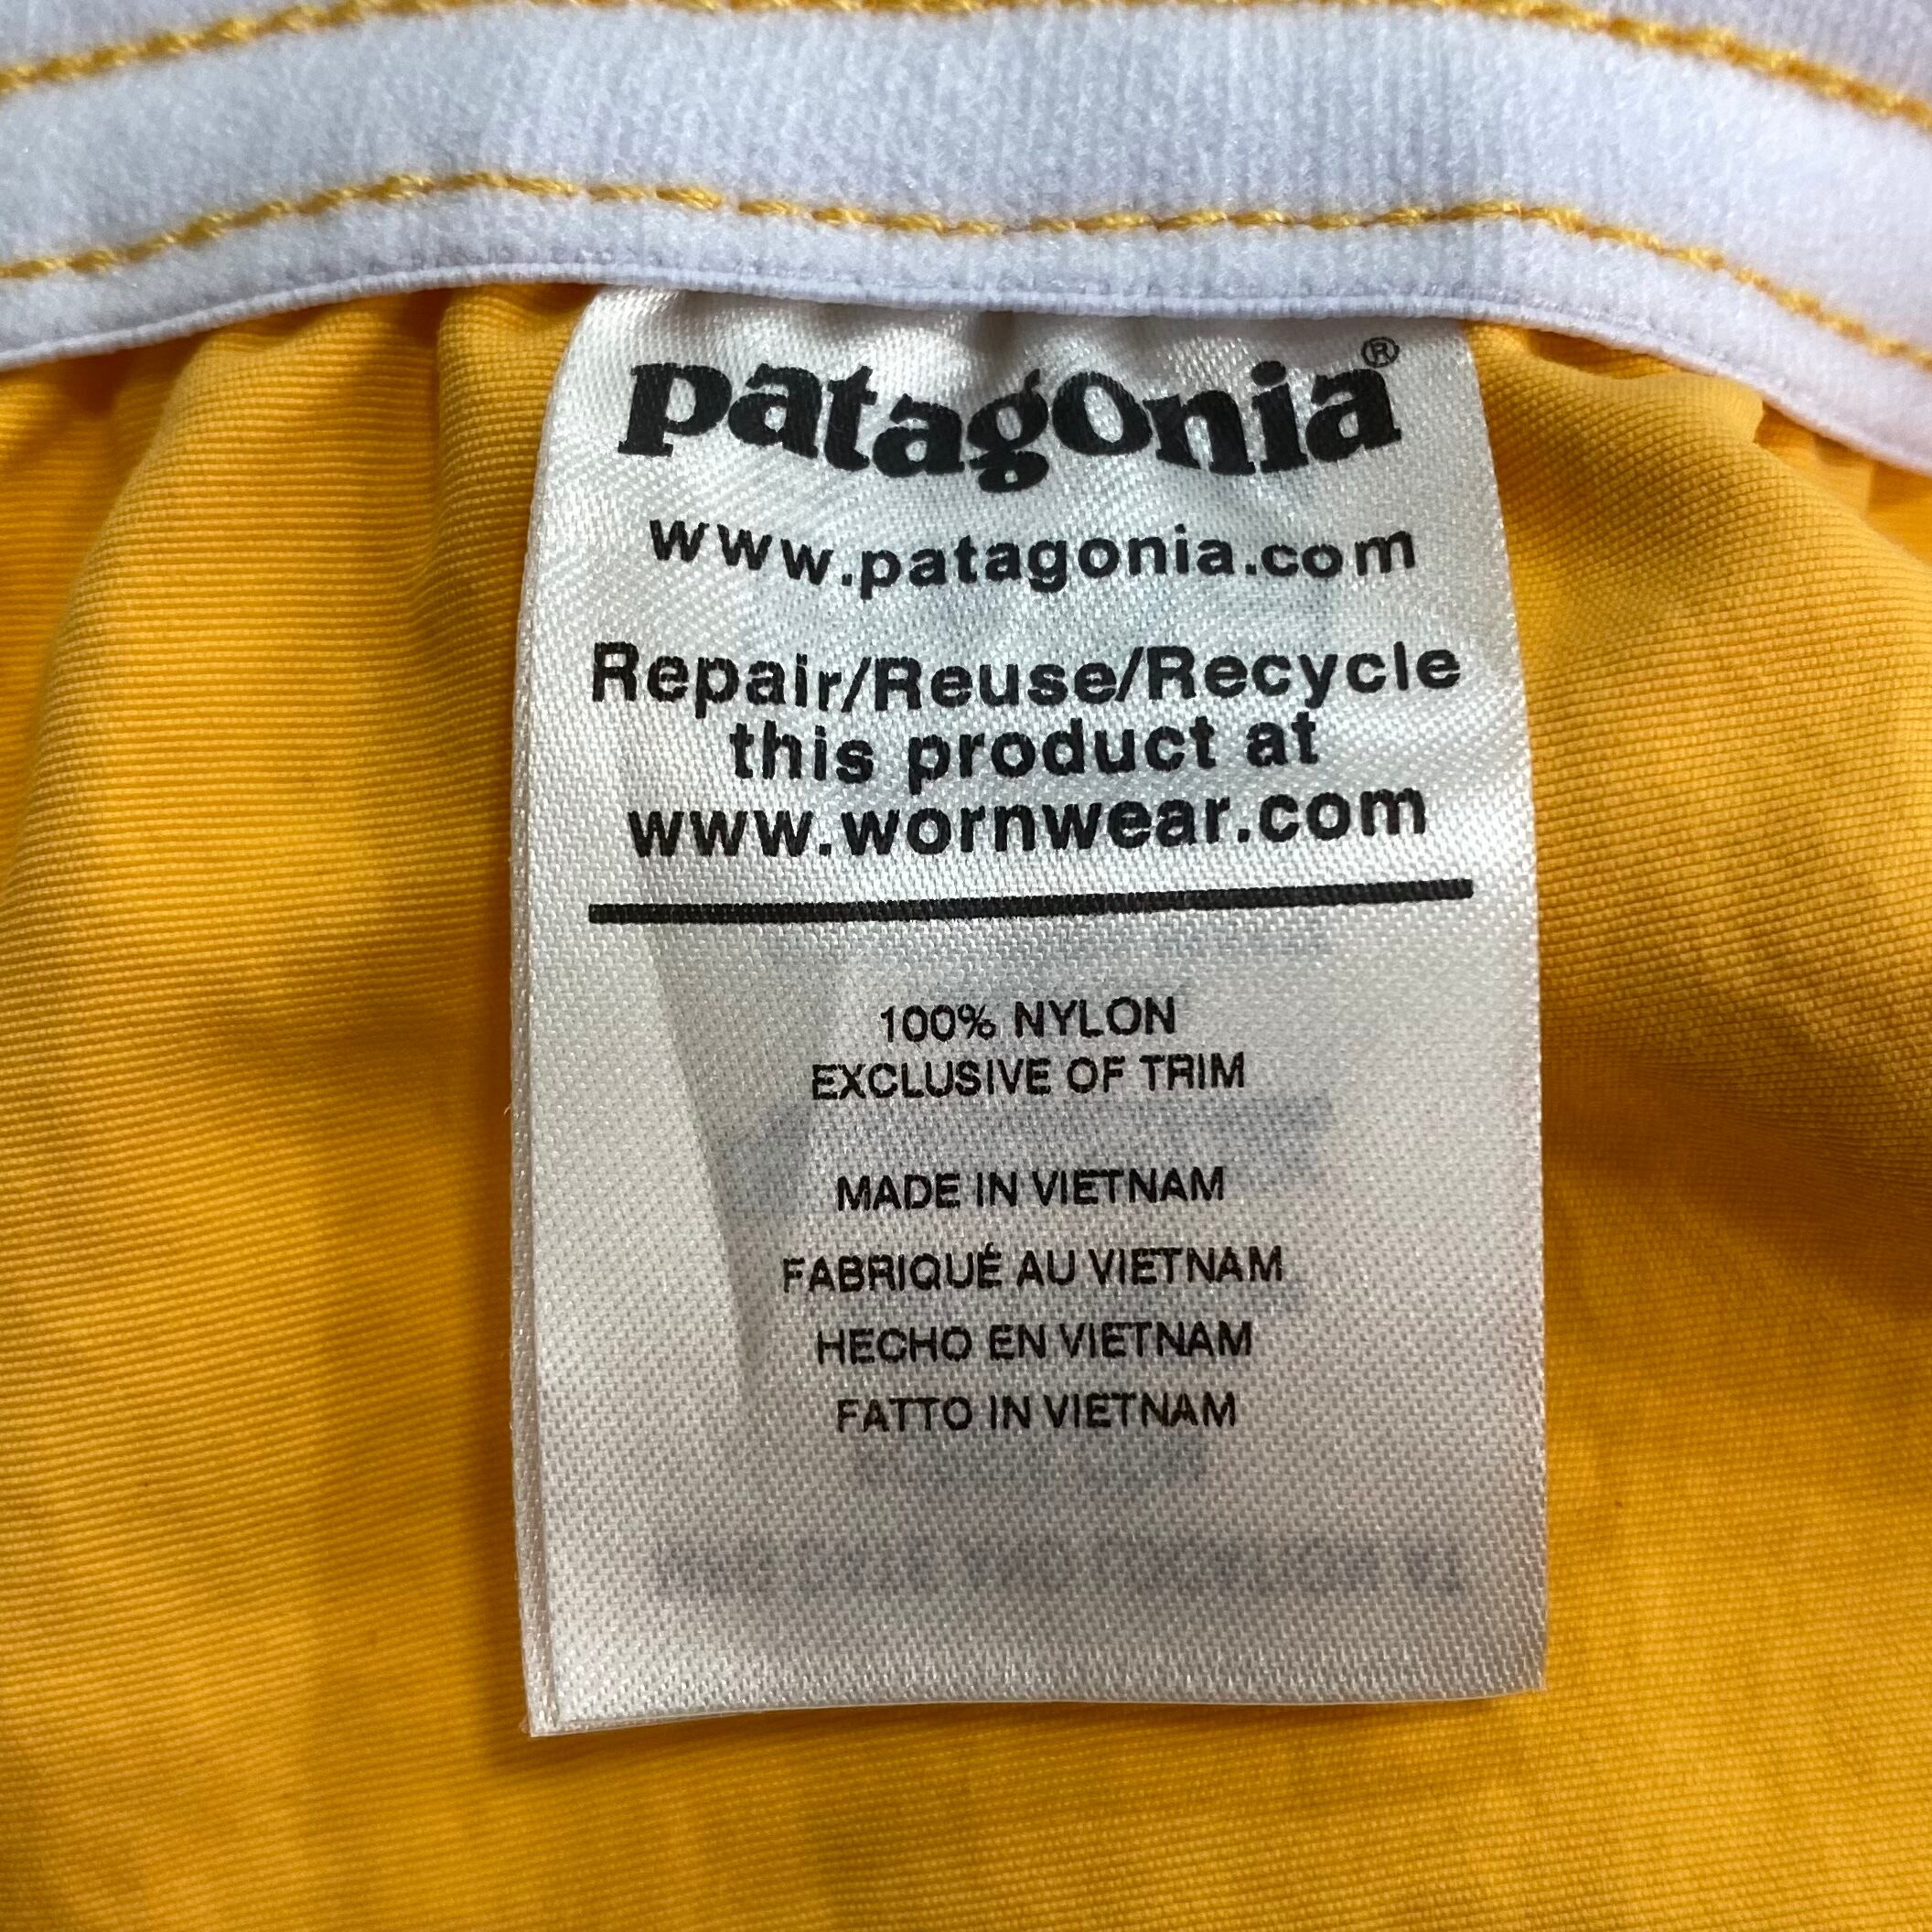 patagonia®
www.patagonia.com
Repair/Reuse/Recycle
this product at
www.wornwear.com
100% NYLON
EXCLUSIVE OF TRIM
MADE IN VIETNAM
FABRIQUÉ AU VIETNAM
HECHO EN VIETNAM
FATTO IN VIETNAM